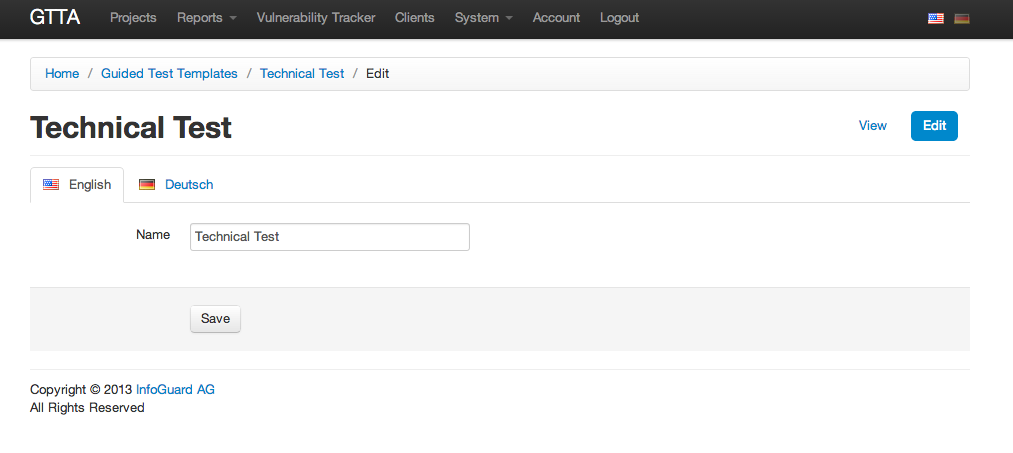 GTTA Projects Reports Vulnerability Tracker Clients System Account Logout
Home / Guided Test Templates / Technical Test / Edit
Technical Test View Edit
English Deutsch
Name Technical Test
Save
Copyright © 2013 InfoGuard AG
All Rights Reserved